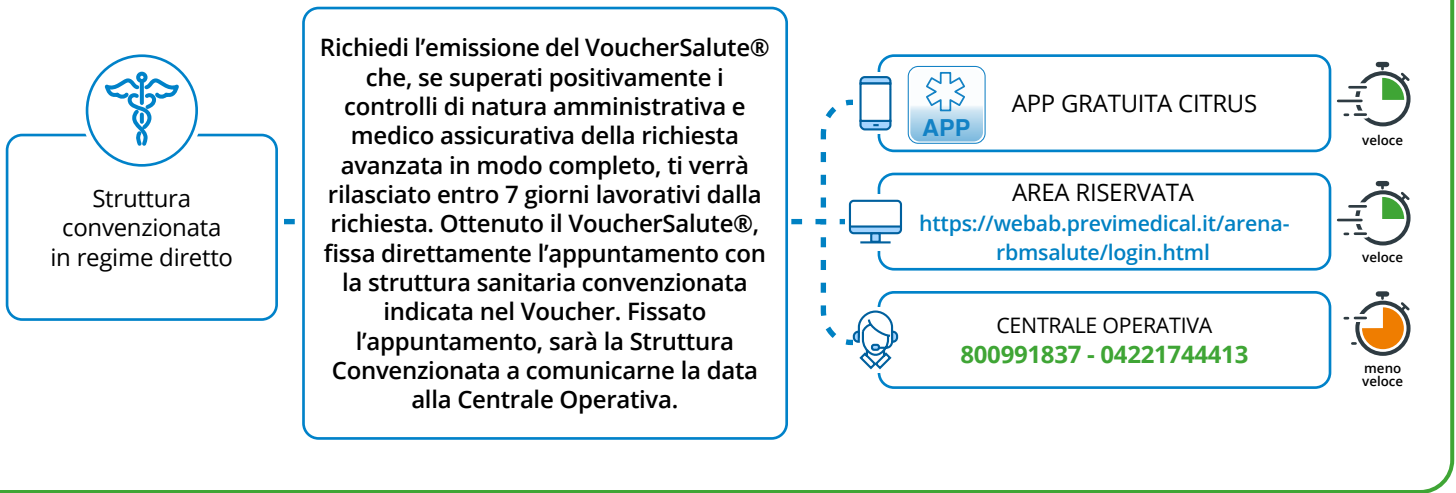 Struttura
convenzionata
in regime diretto
Richiedi l’emissione del VoucherSalute®
che, se superati positivamente i
controlli di natura amministrativa e
medico assicurativa della richiesta
avanzata in modo completo, ti verrà
rilasciato entro 7 giorni lavorativi dalla
richiesta. Ottenuto il VoucherSalute®,
fissa direttamente l’appuntamento con
la struttura sanitaria convenzionata
indicata nel Voucher. Fissato
l’appuntamento, sarà la Struttura
Convenzionata a comunicarne la data
alla Centrale Operativa.
APP
APP GRATUITA CITRUS
veloce
AREA RISERVATA
https://webab.previmedical.it/arena-
rbmsalute/login.html
veloce
CENTRALE OPERATIVA
800991837 - 04221744413
meno
veloce